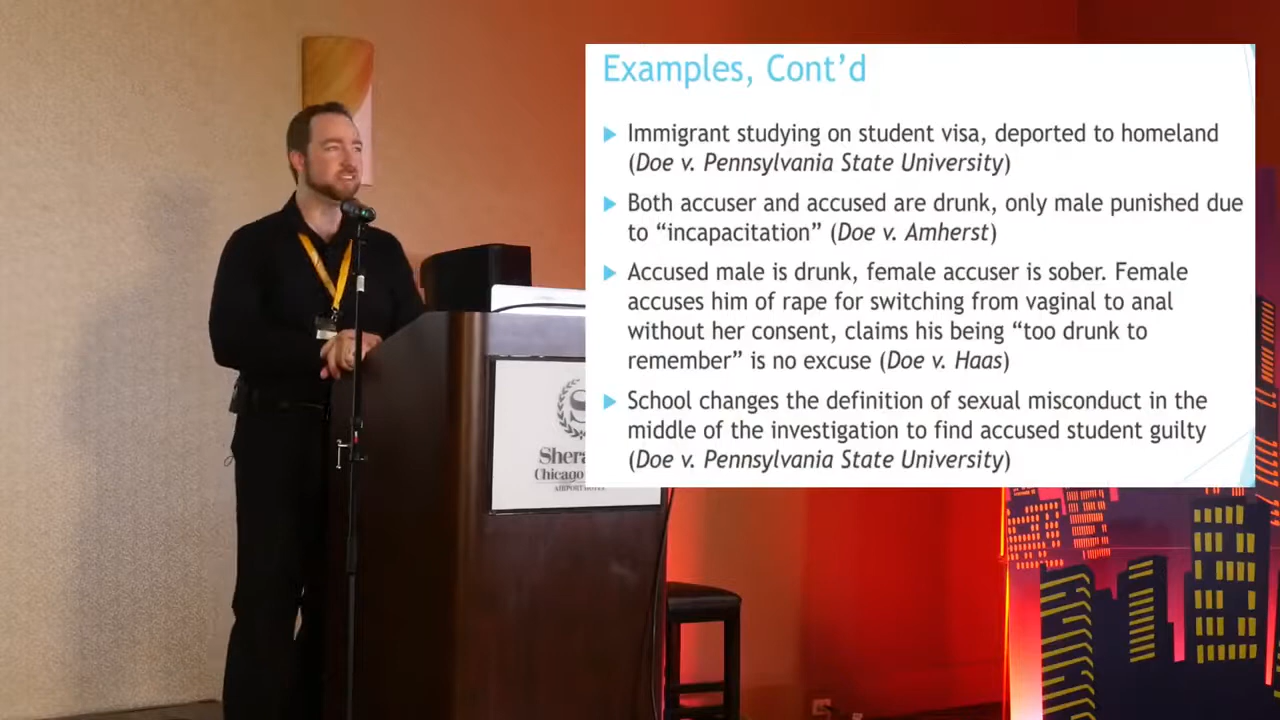 Examples, Cont’d
Immigrant studying on student visa, deported to homeland
(Doe v. Pennsylvania State University)
Both accuser and accused are drunk, only male punished due
to “incapacitation” (Doe v. Amherst)
Accused male is drunk, female accuser is sober. Female
accuses him of rape for switching from vaginal to anal
without her consent, claims his being “too drunk to
remember” is no excuse (Doe v. Haas)
School changes the definition of sexual misconduct in the
middle of the investigation to find accused student guilty
(Doe v. Pennsylvania State University)
Chicago